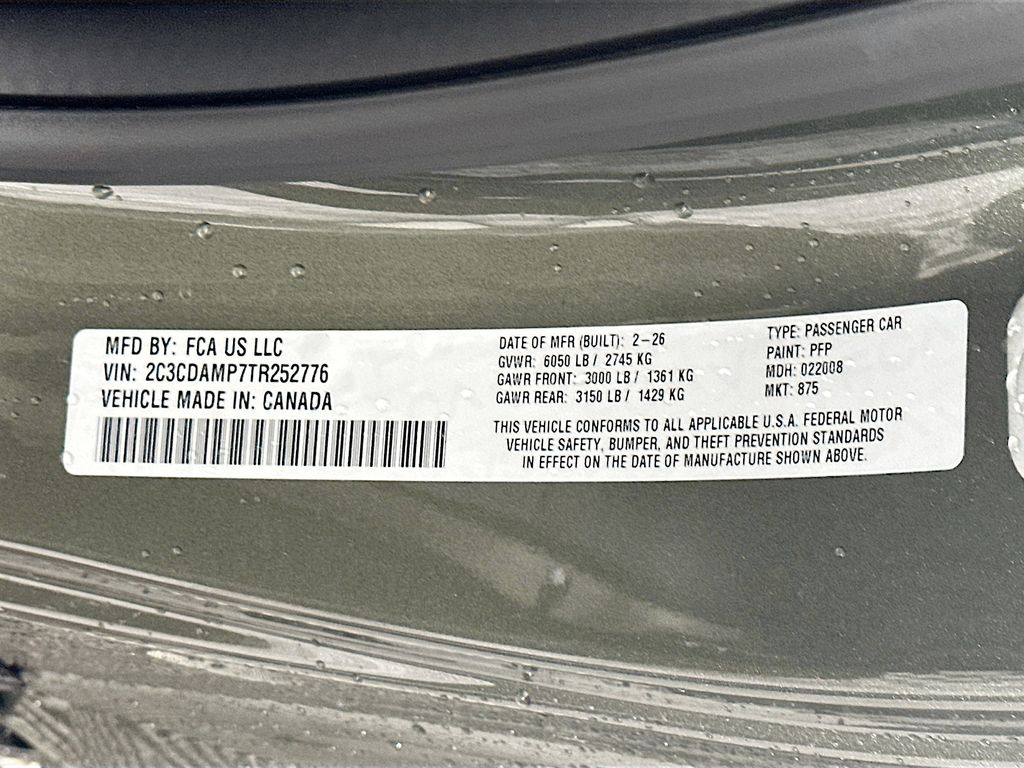 MFD BY: FCA US LLC
VIN: 2C3CDAMP7TR252776
VEHICLE MADE IN: CANADA
DATE OF MFR (BUILT): 2-26
GVWR: 6050 LB / 2745 KG
GAWR FRONT: 3000 LB / 1361 KG
GAWR REAR: 3150 LB / 1429 KG
TYPE: PASSENGER CAR
PAINT: PFP
MDH: 022008
MKT: 875
THIS VEHICLE CONFORMS TO ALL APPLICABLE U.S.A. FEDERAL MOTOR
VEHICLE SAFETY, BUMPER, AND THEFT PREVENTION STANDARDS
IN EFFECT ON THE DATE OF MANUFACTURE SHOWN ABOVE.